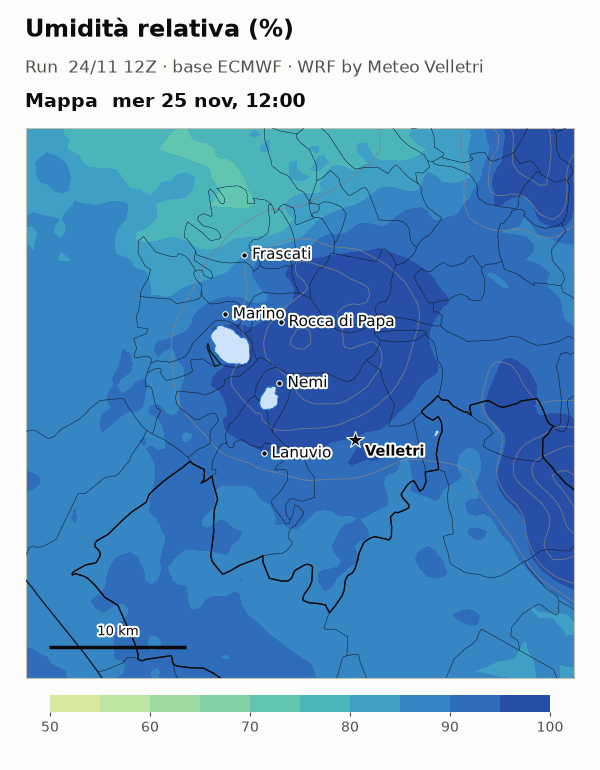 Umidità relativa (%)
Run  24/11 12Z · base ECMWF · WRF by Meteo Velletri
Mappa  mer 25 nov, 12:00
Frascati
Marino
Rocca di Papa
Nemi
Velletri
Lanuvio
10 km
50 60 70 80 90 100